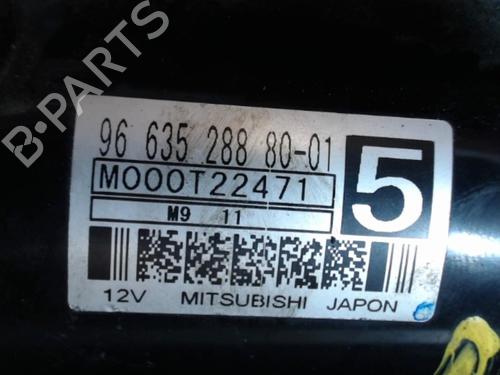 96 635 288 80-01
5
M000T22471
M9 11
12V MITSUBISHI JAPON
B-PARTS